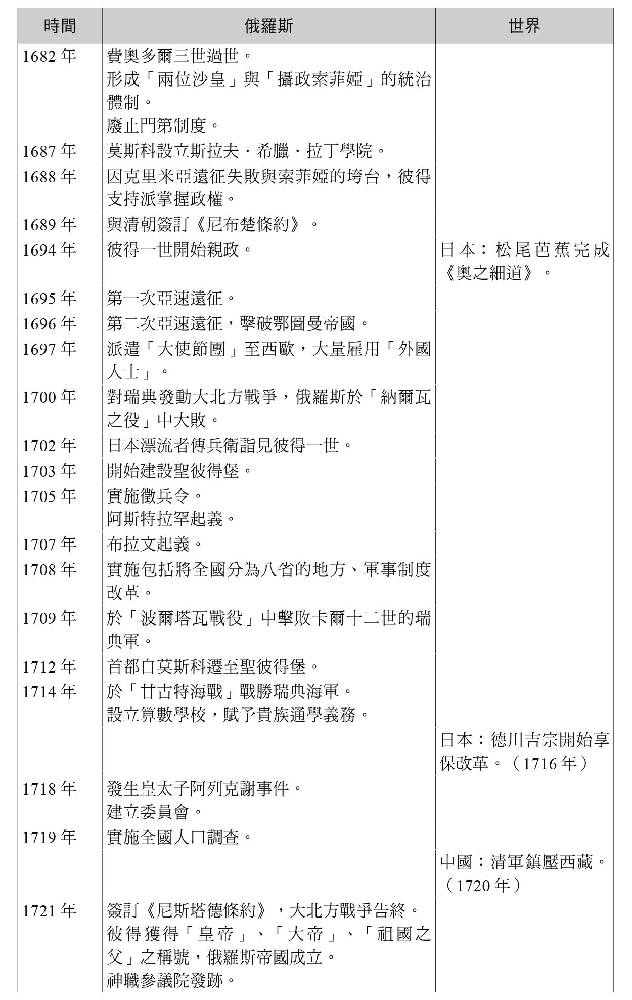 時間 俄羅斯 世界
1682 年 費奧多爾三世過世。
形成「兩位沙皇」與「攝政索菲婭」的統治
體制。
廢止門第制度。
1687 年 莫斯科設立斯拉夫．希臘．拉丁學院。
1688 年 因克里米亞遠征失敗與索菲婭的垮台，彼得
支持派掌握政權。
1689 年 與清朝簽訂《尼布楚條約》。
1694 年 彼得一世開始親政。 日本：松尾芭蕉完成
《奧之細道》。
1695 年 第一次亞速遠征。
1696 年 第二次亞速遠征，擊破鄂圖曼帝國。
1697 年 派遣「大使節團」至西歐，大量雇用「外國
人士」。
1700 年 對瑞典發動大北方戰爭，俄羅斯於「納爾瓦
之役」中大敗。
1702 年 日本漂流者傳兵衛詣見彼得一世。
1703 年 開始建設聖彼得堡。
1705 年 實施徵兵令。
阿斯特拉罕起義。
1707 年 布拉文起義。
1708 年 實施包括將全國分為八省的地方、軍事制度
改革。
1709 年 於「波爾塔瓦戰役」中擊敗卡爾十二世的瑞
典軍。
1712 年 首都自莫斯科遷至聖彼得堡。
1714 年 於「甘古特海戰」戰勝瑞典海軍。
設立算數學校，賦予貴族通學義務。
日本：德川吉宗開始享
保改革。（1716 年）
1718 年 發生皇太子阿列克謝事件。
建立委員會。
1719 年 實施全國人口調查。
中國：清軍鎮壓西藏。
（1720 年）
1721 年 簽訂《尼斯塔德條約》，大北方戰爭告終。
彼得獲得「皇帝」、「大帝」、「祖國之
父」之稱號，俄羅斯帝國成立。
神職參議院發跡。